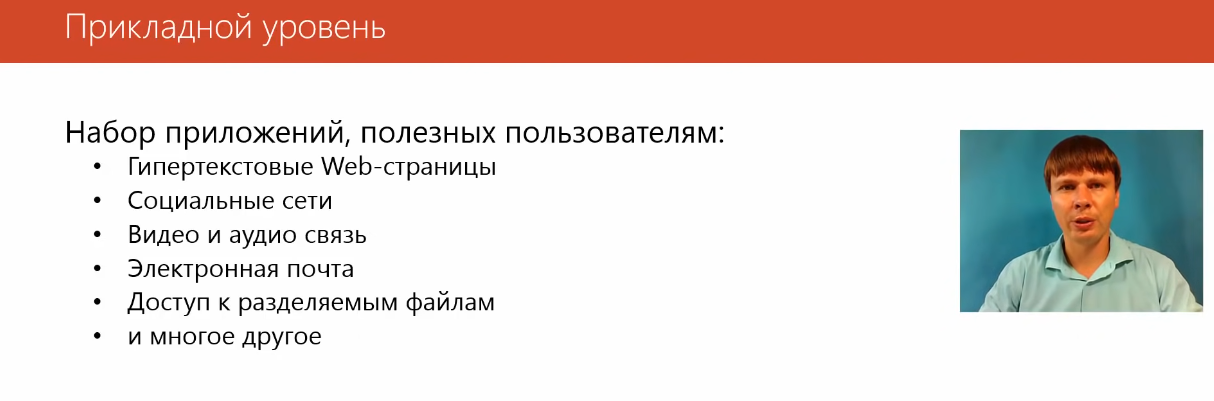 Прикладной уровень
Набор приложений, полезных пользователям:
• Гипертекстовые Web-страницы
• Социальные сети
• Видео и аудио связь
• Электронная почта
• Доступ к разделяемым файлам
• и многое другое